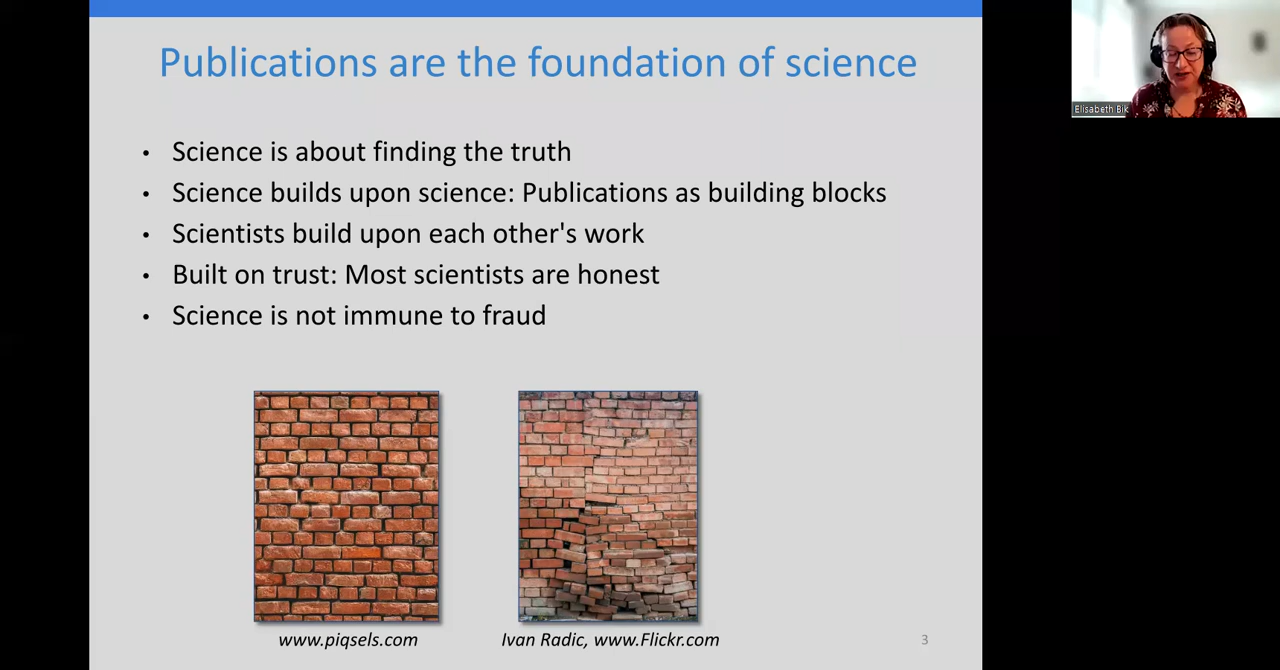 Publications are the foundation of science
Elisabeth Bik
• Science is about finding the truth
• Science builds upon science: Publications as building blocks
• Scientists build upon each other's work
• Built on trust: Most scientists are honest
• Science is not immune to fraud
www.piqsels.com
Ivan Radic, www.Flickr.com
3